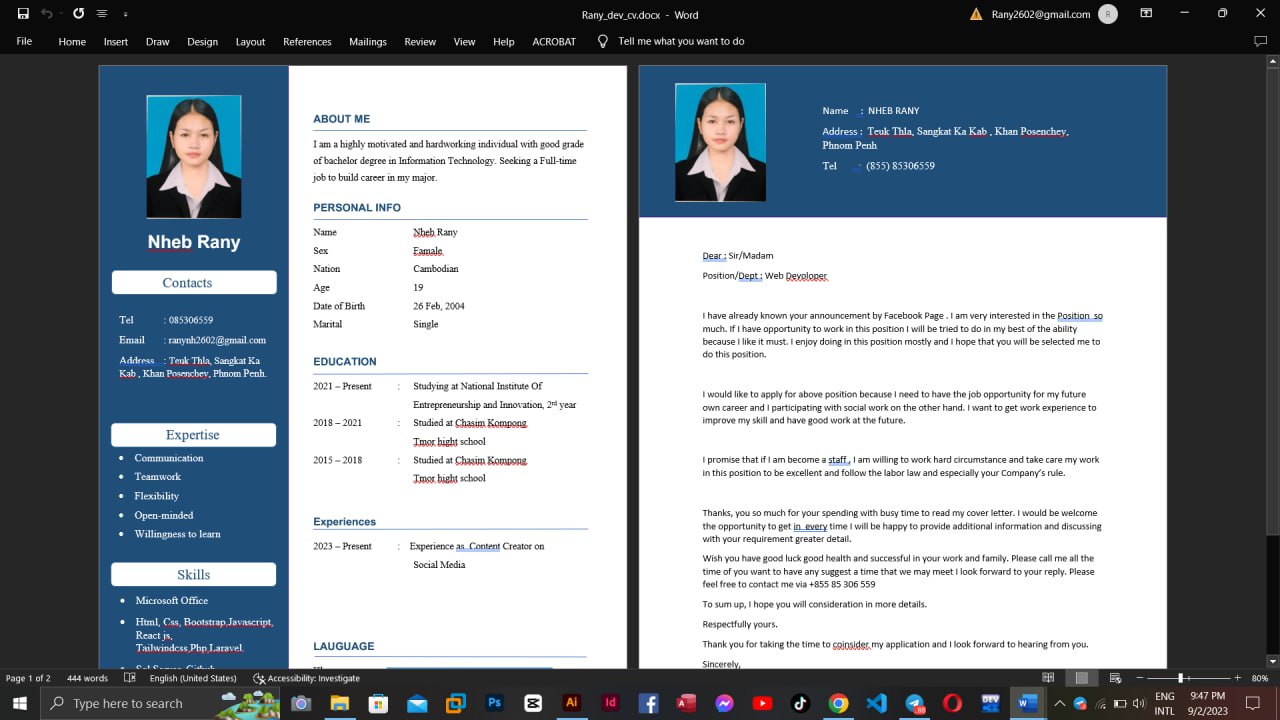 Rany_dev_cv.docx - Word
Rany2602@gmail.com
R
File Home Insert Draw Design Layout References Mailings Review View Help ACROBAT Tell me what you want to do
Nheb Rany
Contacts
Tel : 085306559
Email : ranynh2602@gmail.com
Address : Teuk Thla, Sangkat Ka
Kab , Khan Posenchey, Phnom Penh.
Expertise
Communication
Teamwork
Flexibility
Open-minded
Willingness to learn
Skills
Microsoft Office
Html, Css, Bootstrap,Javascript,
React js,
Tailwindcss,Php,Laravel.
Sql Server, Github
ABOUT ME
I am a highly motivated and hardworking individual with good grade
of bachelor degree in Information Technology. Seeking a Full-time
job to build career in my major.
PERSONAL INFO
Name Nheb Rany
Sex Famale
Nation Cambodian
Age 19
Date of Birth 26 Feb, 2004
Marital Single
EDUCATION
2021 – Present : Studying at National Institute Of
Entrepreneurship and Innovation, 2rd year
2018 – 2021 : Studied at Chasim Kompong
Tmor hight school
2015 – 2018 : Studied at Chasim Kompong
Tmor hight school
Experiences
2023 – Present : Experience as Content Creator on
Social Media
LAUGUAGE
Name : NHEB RANY
Address : Teuk Thla, Sangkat Ka Kab , Khan Posenchey,
Phnom Penh
Tel : (855) 85306559
Dear : Sir/Madam
Position/Dept : Web Devoloper
I have already known your announcement by Facebook Page . I am very interested in the Position so
much. If I have opportunity to work in this position I will be tried to do in my best of the ability
because I like it must. I enjoy doing in this position mostly and I hope that you will be selected me to
do this position.
I would like to apply for above position because I need to have the job opportunity for my future
own career and I participating with social work on the other hand. I want to get work experience to
improve my skill and have good work at the future.
I promise that if I am become a staff , I am willing to work hard circumstance and take care my work
in this position to be excellent and follow the labor law and especially your Company's rule.
Thanks, you so much for your spending with busy time to read my cover letter. I would be welcome
the opportunity to get in every time I will be happy to provide additional information and discussing
with your requirement greater detail.
Wish you have good luck good health and successful in your work and family. Please call me all the
time of you want to have any suggest a time that we may meet I look forward to your reply. Please
feel free to contact me via +855 85 306 559
To sum up, I hope you will consideration in more details.
Respectfully yours.
Thank you for taking the time to coinsider my application and I look forward to hearing from you.
Sincerely,
Page 1 of 2 444 words English (United States) Accessibility: Investigate 80%
Type here to search
Ps Ai Id DEV
ENG 9:47 PM
INTL 9/2/2023